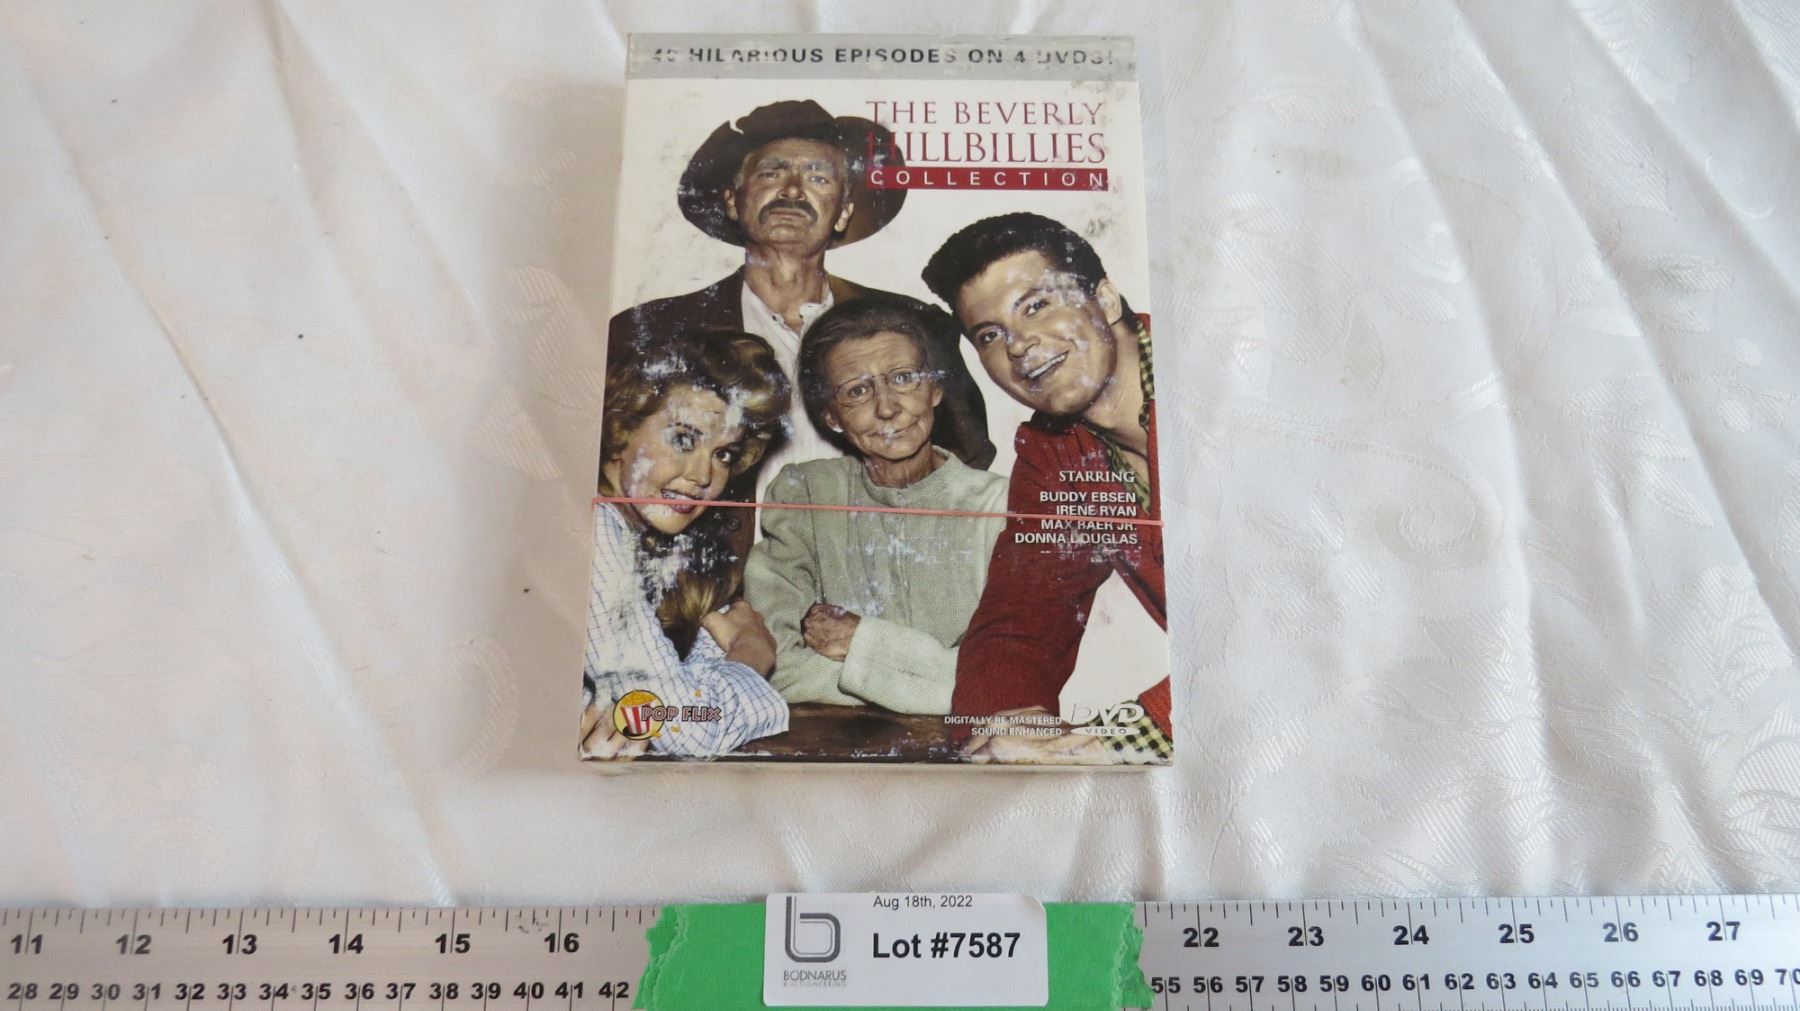 HILARIOUS EPISODES ON 4 DVDS!
THE BEVERLY
HILLBILLIES
COLLECTION
STARRING
BUDDY EBSEN
IRENE RYAN
MAX BAER JR.
DONNA DOUGLAS
POP FLIX
DIGITALLY RE-MASTERED
SOUND ENHANCED
DVD
VIDEO
Aug 18th, 2022
Lot #7587
BODNARUS
AUCTIONEERING
11 12 13 14 15 16 22 23 24 25 26 27
28 29 30 31 32 33 34 35 36 37 38 39 40 41 42 55 56 57 58 59 60 61 62 63 64 65 66 67 68 69 70